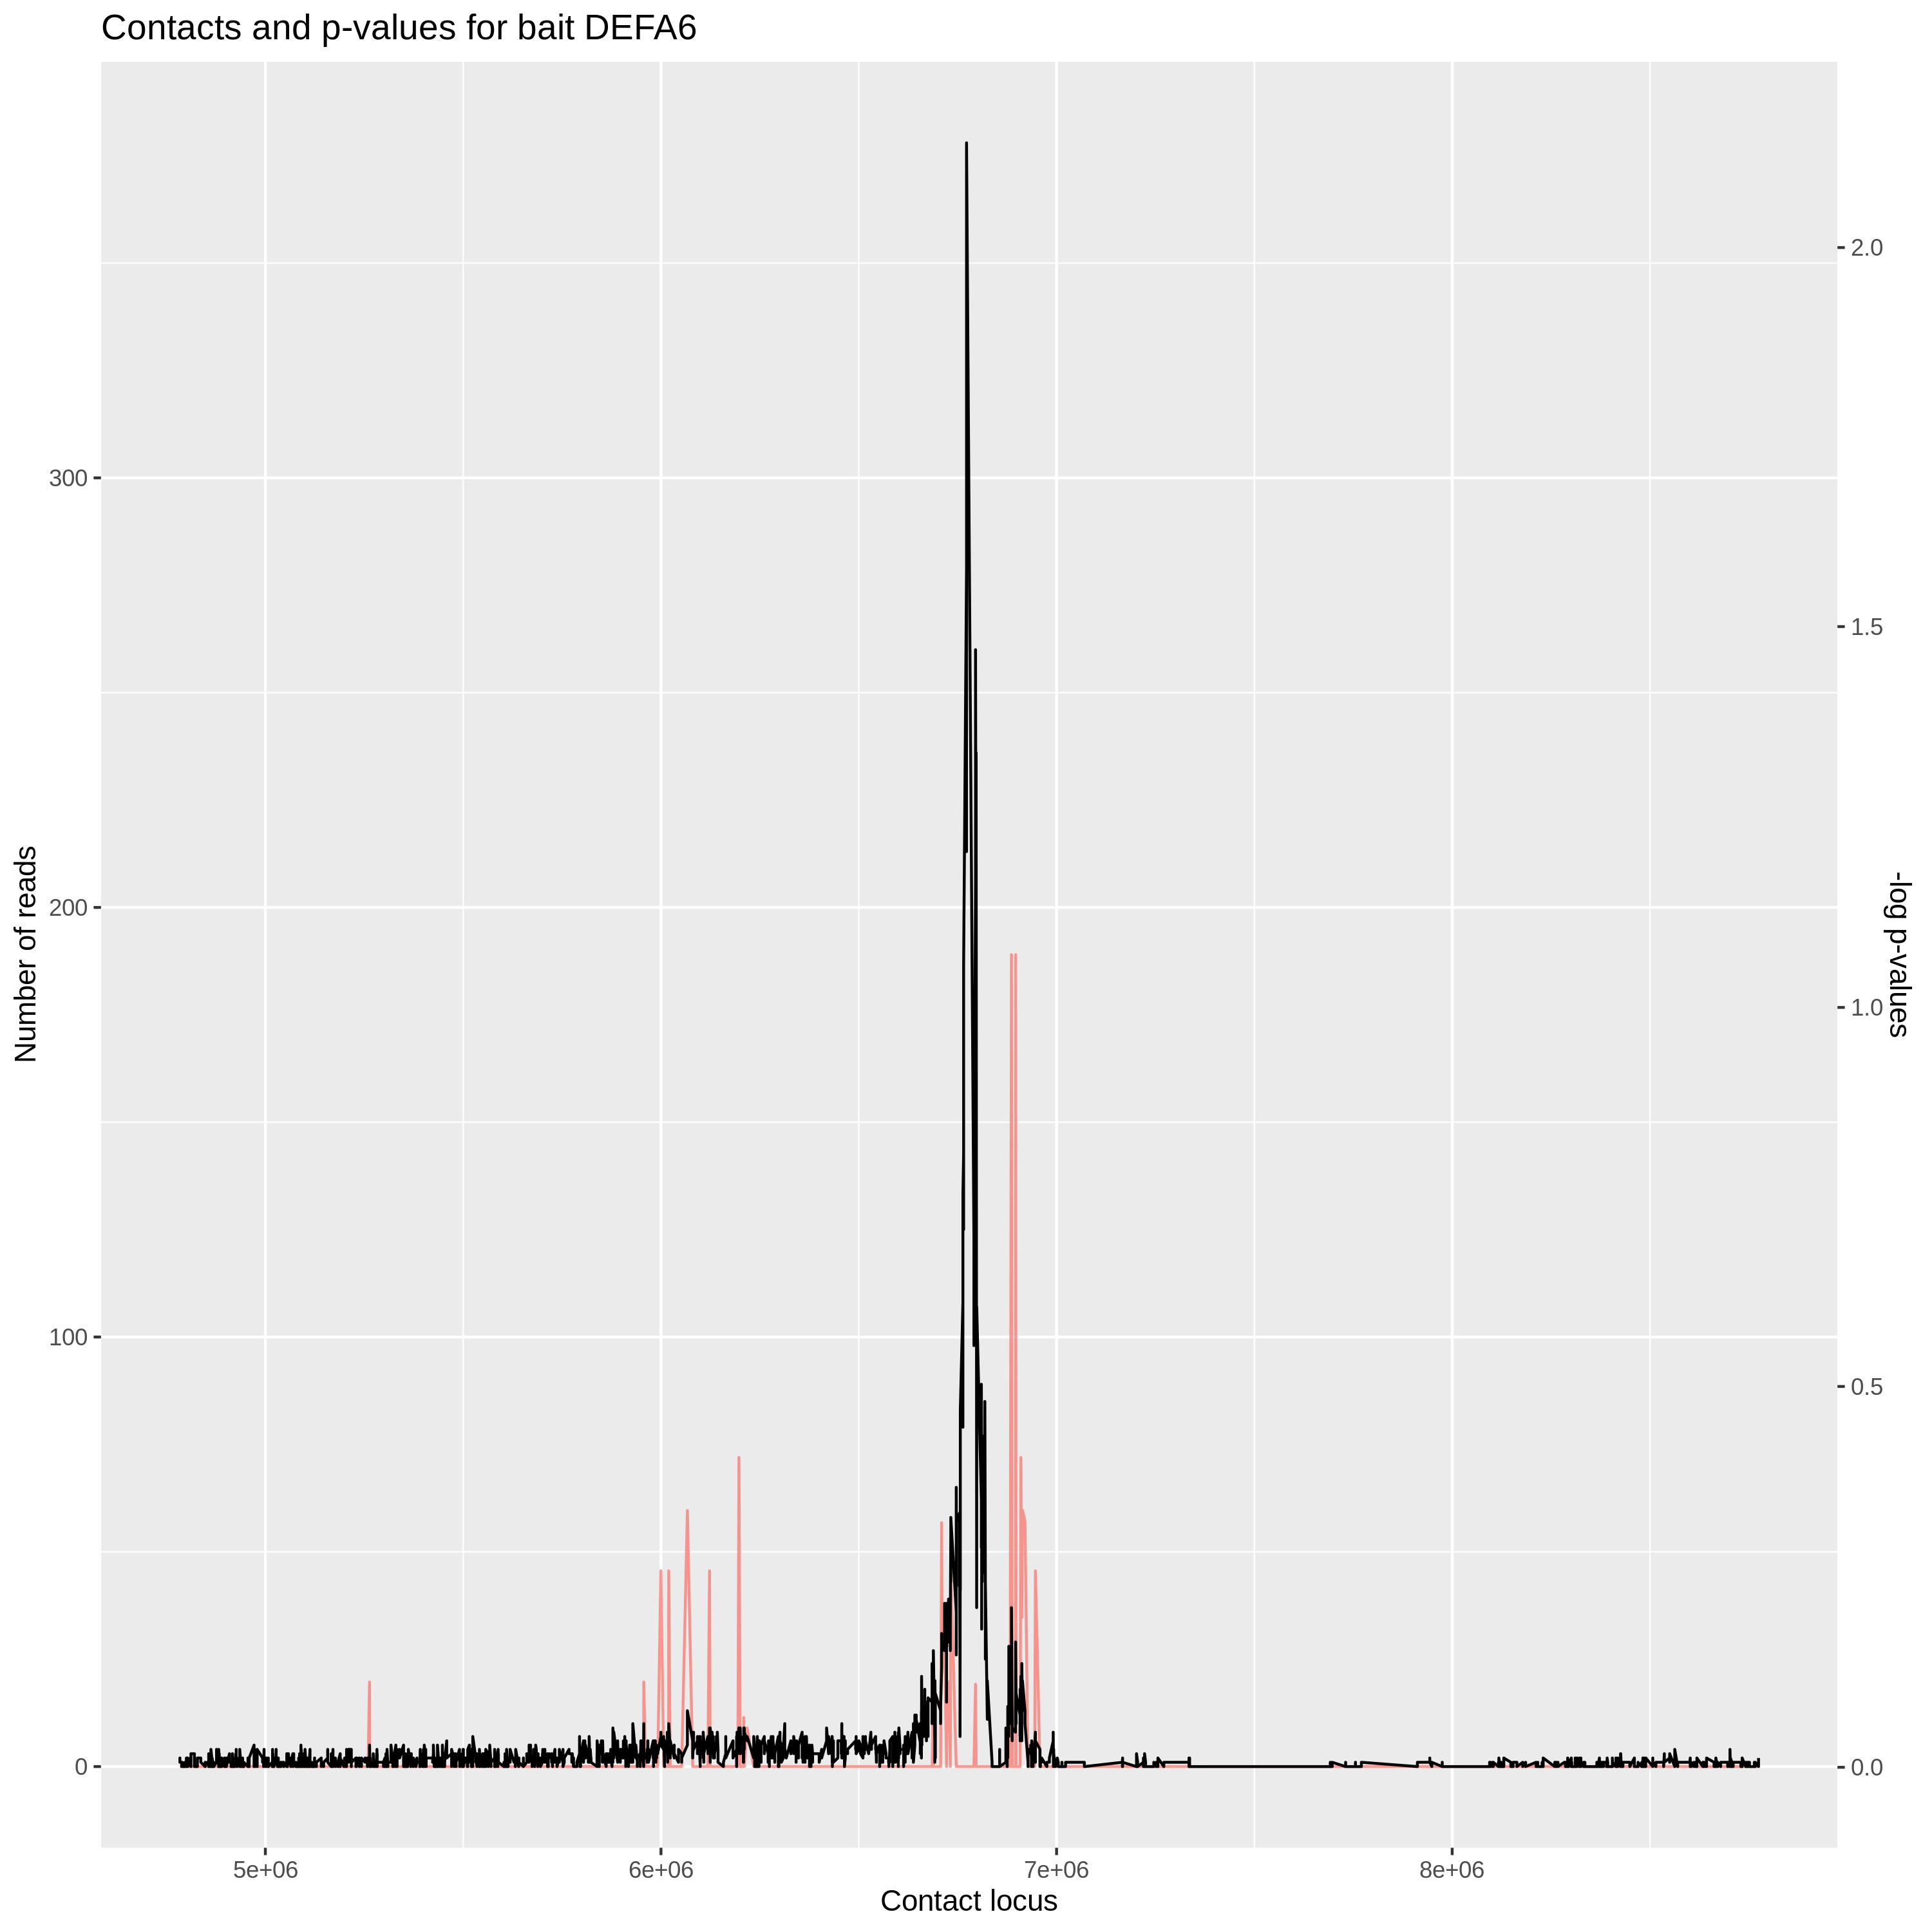 Contacts and p-values for bait DEFA6
Number of reads
300
200
100
0
2.0
1.5
1.0
0.5
0.0
-log p-values
5e+06 6e+06 7e+06 8e+06
Contact locus